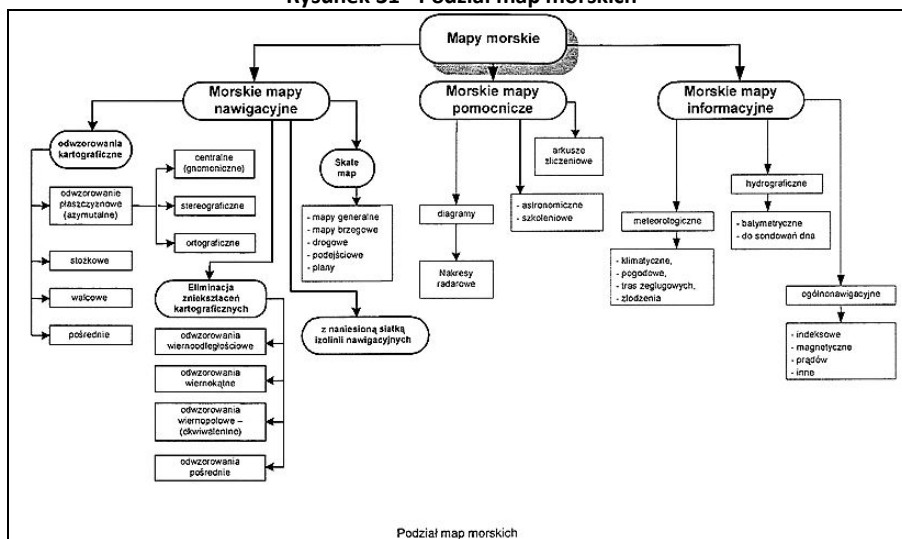 Rysunek 31 - Podział map morskich
Mapy morskie
Morskie mapy
nawigacyjne
odwzorowania
kartograficzne
odwzorowanie
płaszczyznowe
(azymutalne)
centralne
(gnomoniczne)
stereograficzne
ortograficzne
stożkowe
walcowe
pośrednie
Eliminacja
zniekształceń
kartograficznych
odwzorowania
wiernoodległościowe
odwzorowania
wiernokątne
odwzorowania
wiernopolowe –
(ekwiwalentne)
odwzorowania
pośrednie
Skale
map
- mapy generalne
- mapy brzegowe
- drogowe
- podejściowe
- plany
z naniesioną siatką
izolinii nawigacyjnych
Morskie mapy
pomocnicze
diagramy
Nakresy
radarowe
- astronomiczne
- szkoleniowe
arkusze
zliczeniowe
Morskie mapy
informacyjne
meteorologiczne
- klimatyczne,
- pogodowe,
- tras żeglugowych,
- zlodzenia
hydrograficzne
- batymetryczne
- do sondowań dna
ogólnonawigacyjne
- indeksowe
- magnetyczne
- prądów
- inne
Podział map morskich